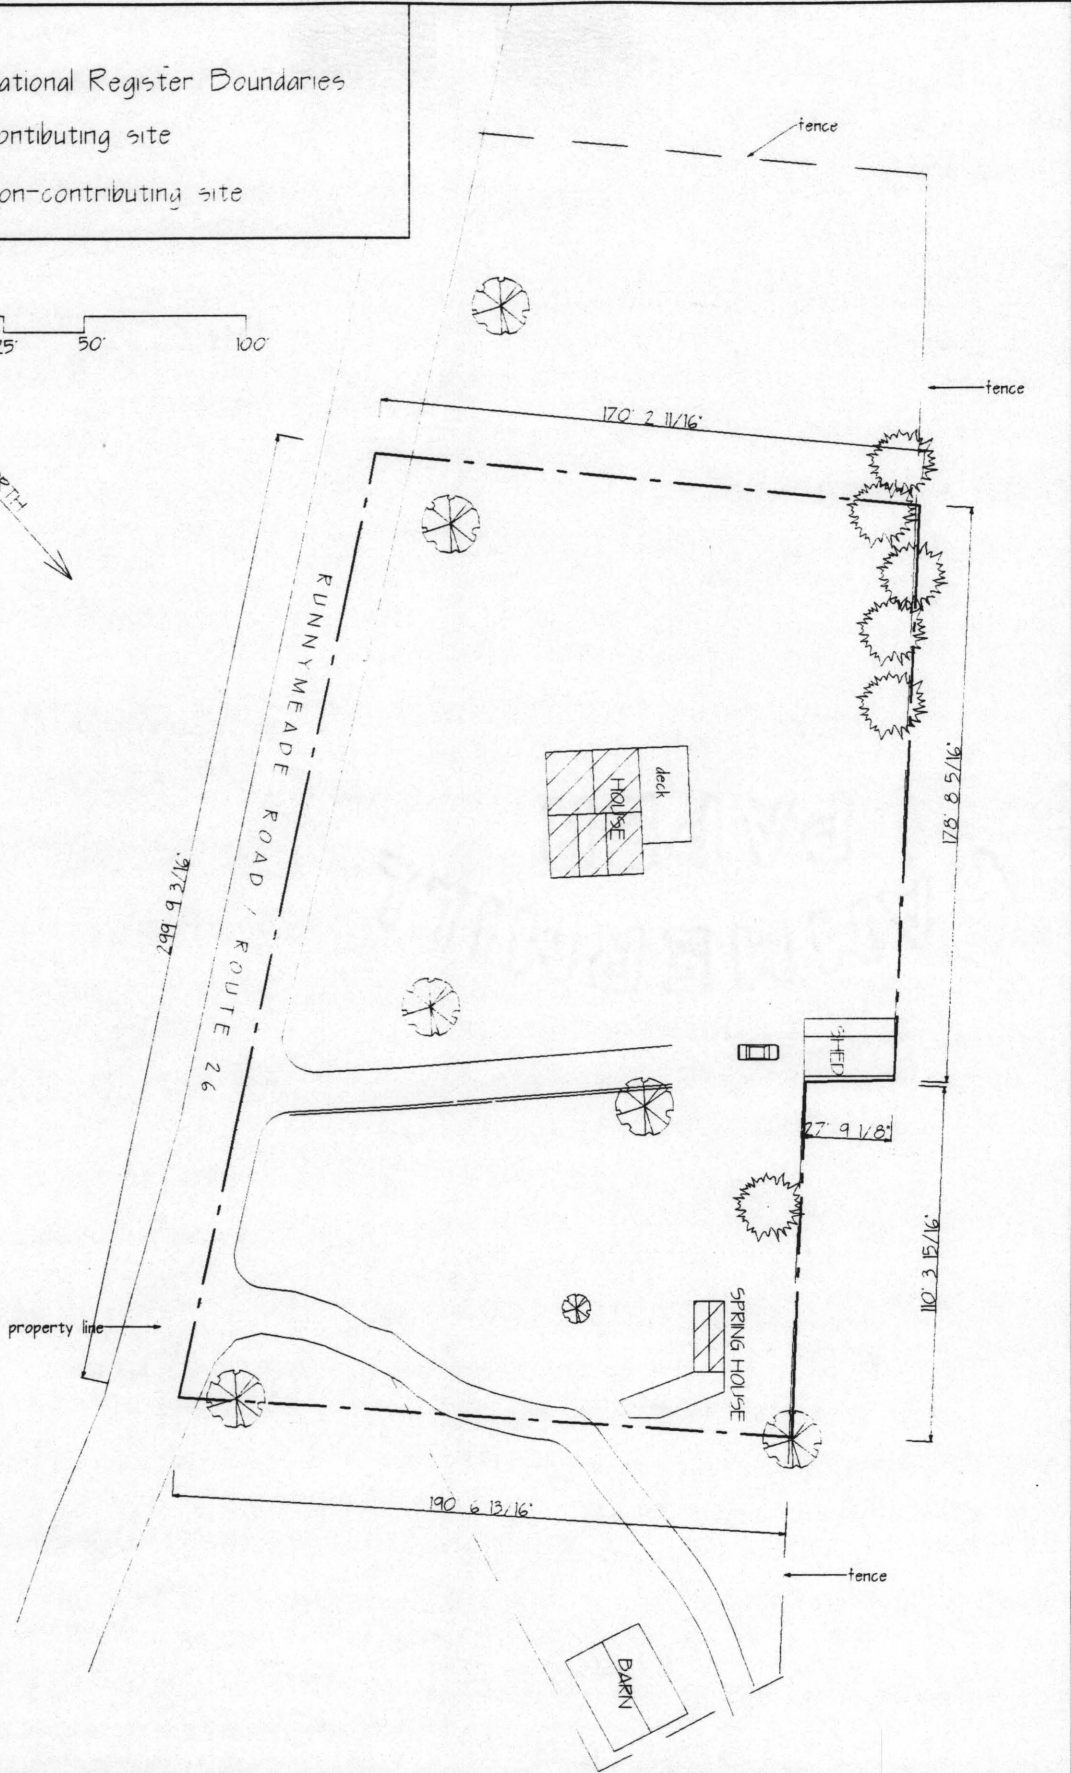 ational Register Boundaries
ontibuting site
on-contributing site
25' 50' 100'
fence
fence
170' 2 11/16"
RUNNYMEADE ROAD / ROUTE 26
299' 9 3/16"
deck
HOUSE
178' 8 5/16"
SHED
27' 9 1/8"
110' 3 15/16"
SPRING HOUSE
property line
190' 6 13/16"
fence
BARN